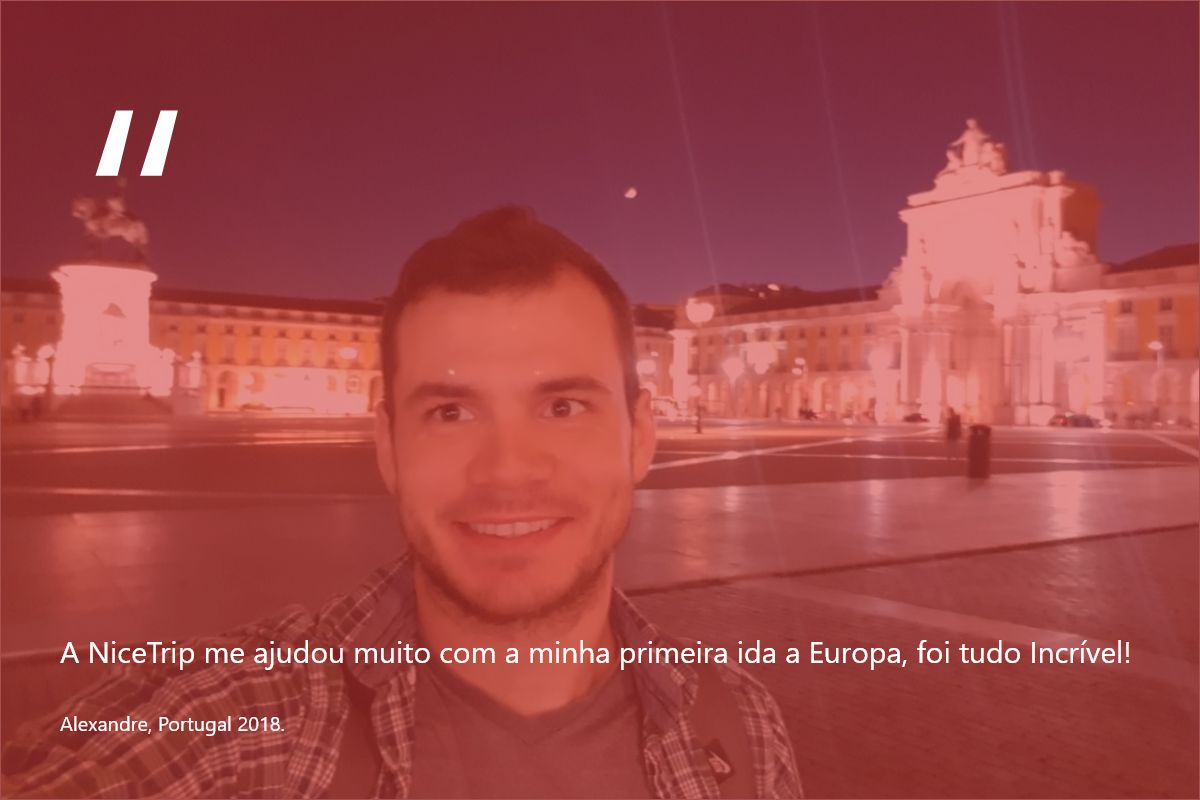 "
A NiceTrip me ajudou muito com a minha primeira ida a Europa, foi tudo Incrível!
Alexandre, Portugal 2018.